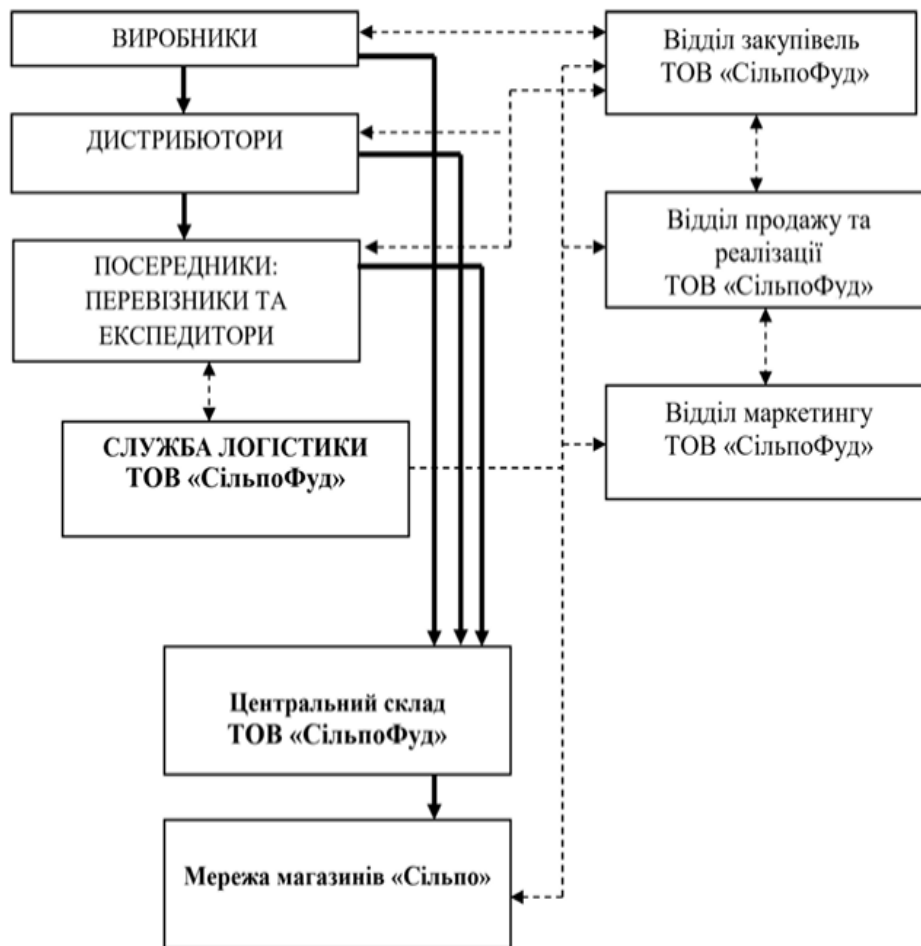 ВИРОБНИКИ
ДИСТРИБЮТОРИ
ПОСЕРЕДНИКИ:
ПЕРЕВІЗНИКИ ТА
ЕКСПЕДИТОРИ
СЛУЖБА ЛОГІСТИКИ
ТОВ «СільпоФуд»
Центральний склад
ТОВ «СільпоФуд»
Мережа магазинів «Сільпо»
Відділ закупівель
ТОВ «СільпоФуд»
Відділ продажу та
реалізації
ТОВ «СільпоФуд»
Відділ маркетингу
ТОВ «СільпоФуд»